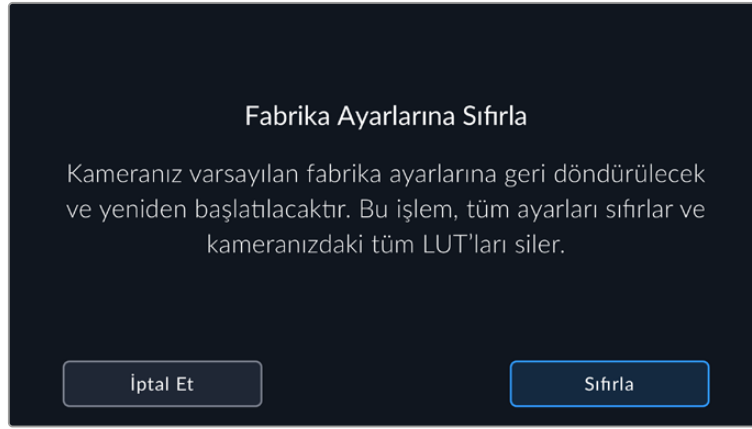 Fabrika Ayarlarına Sıfırla
Kameranız varsayılan fabrika ayarlarına geri döndürülecek
ve yeniden başlatılacaktır. Bu işlem, tüm ayarları sıfırlar ve
kameranızdaki tüm LUT’ları siler.
İptal Et
Sıfırla